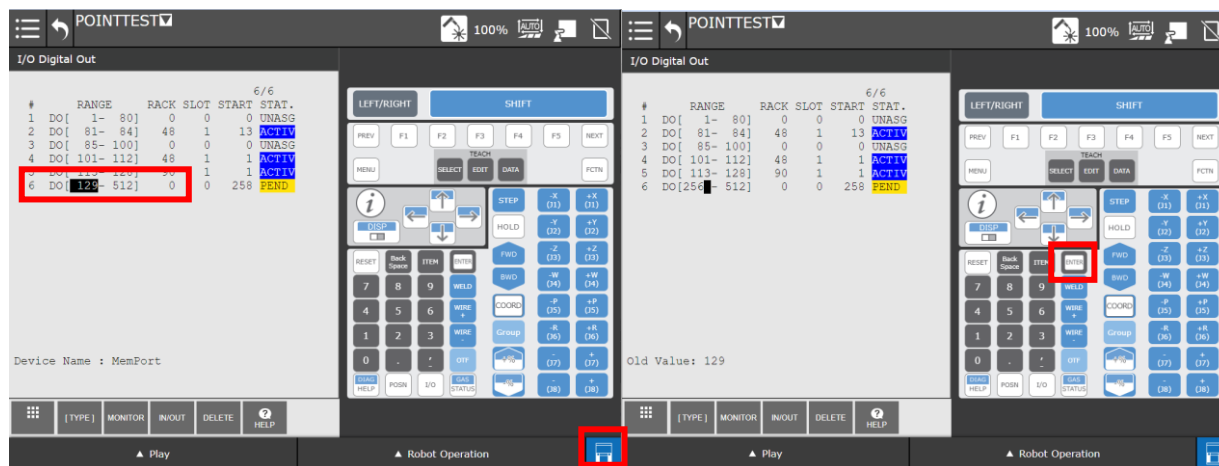 POINTTEST
100%
AUTO
I/O Digital Out
6/6
# RANGE RACK SLOT START STAT.
1 DO[ 1- 80] 0 0 0 UNASG
2 DO[ 81- 84] 48 1 13 ACTIV
3 DO[ 85- 100] 0 0 0 UNASG
4 DO[ 101- 112] 48 1 1 ACTIV
5 DO[ 113- 128] 90 1 1 ACTIV
6 DO[ 129- 512] 0 0 258 PEND
Device Name : MemPort
[TYPE] MONITOR IN/OUT DELETE HELP
▲ Play
LEFT/RIGHT SHIFT
PREV F1 F2 F3 F4 F5 NEXT
TEACH
MENU SELECT EDIT DATA FCTN
i STEP -X (J1) +X (J1)
DISP HOLD -Y (J2) +Y (J2)
FWD -Z (J3) +Z (J3)
RESET Back Space ITEM ENTER
BWD -W (J4) +W (J4)
7 8 9 WELD
4 5 6 WIRE + COORD -P (J5) +P (J5)
1 2 3 WIRE - Group -R (J6) +R (J6)
0 . OTF +% - (J7) + (J7)
DIAG HELP POSN I/O GAS STATUS -% - (J8) + (J8)
▲ Robot Operation
POINTTEST
100%
AUTO
I/O Digital Out
6/6
# RANGE RACK SLOT START STAT.
1 DO[ 1- 80] 0 0 0 UNASG
2 DO[ 81- 84] 48 1 13 ACTIV
3 DO[ 85- 100] 0 0 0 UNASG
4 DO[ 101- 112] 48 1 1 ACTIV
5 DO[ 113- 128] 90 1 1 ACTIV
6 DO[256 - 512] 0 0 258 PEND
Old Value: 129
[TYPE] MONITOR IN/OUT DELETE HELP
▲ Play
LEFT/RIGHT SHIFT
PREV F1 F2 F3 F4 F5 NEXT
TEACH
MENU SELECT EDIT DATA FCTN
i STEP -X (J1) +X (J1)
DISP HOLD -Y (J2) +Y (J2)
FWD -Z (J3) +Z (J3)
RESET Back Space ITEM ENTER
BWD -W (J4) +W (J4)
7 8 9 WELD
4 5 6 WIRE + COORD -P (J5) +P (J5)
1 2 3 WIRE - Group -R (J6) +R (J6)
0 . OTF +% - (J7) + (J7)
DIAG HELP POSN I/O GAS STATUS -% - (J8) + (J8)
▲ Robot Operation